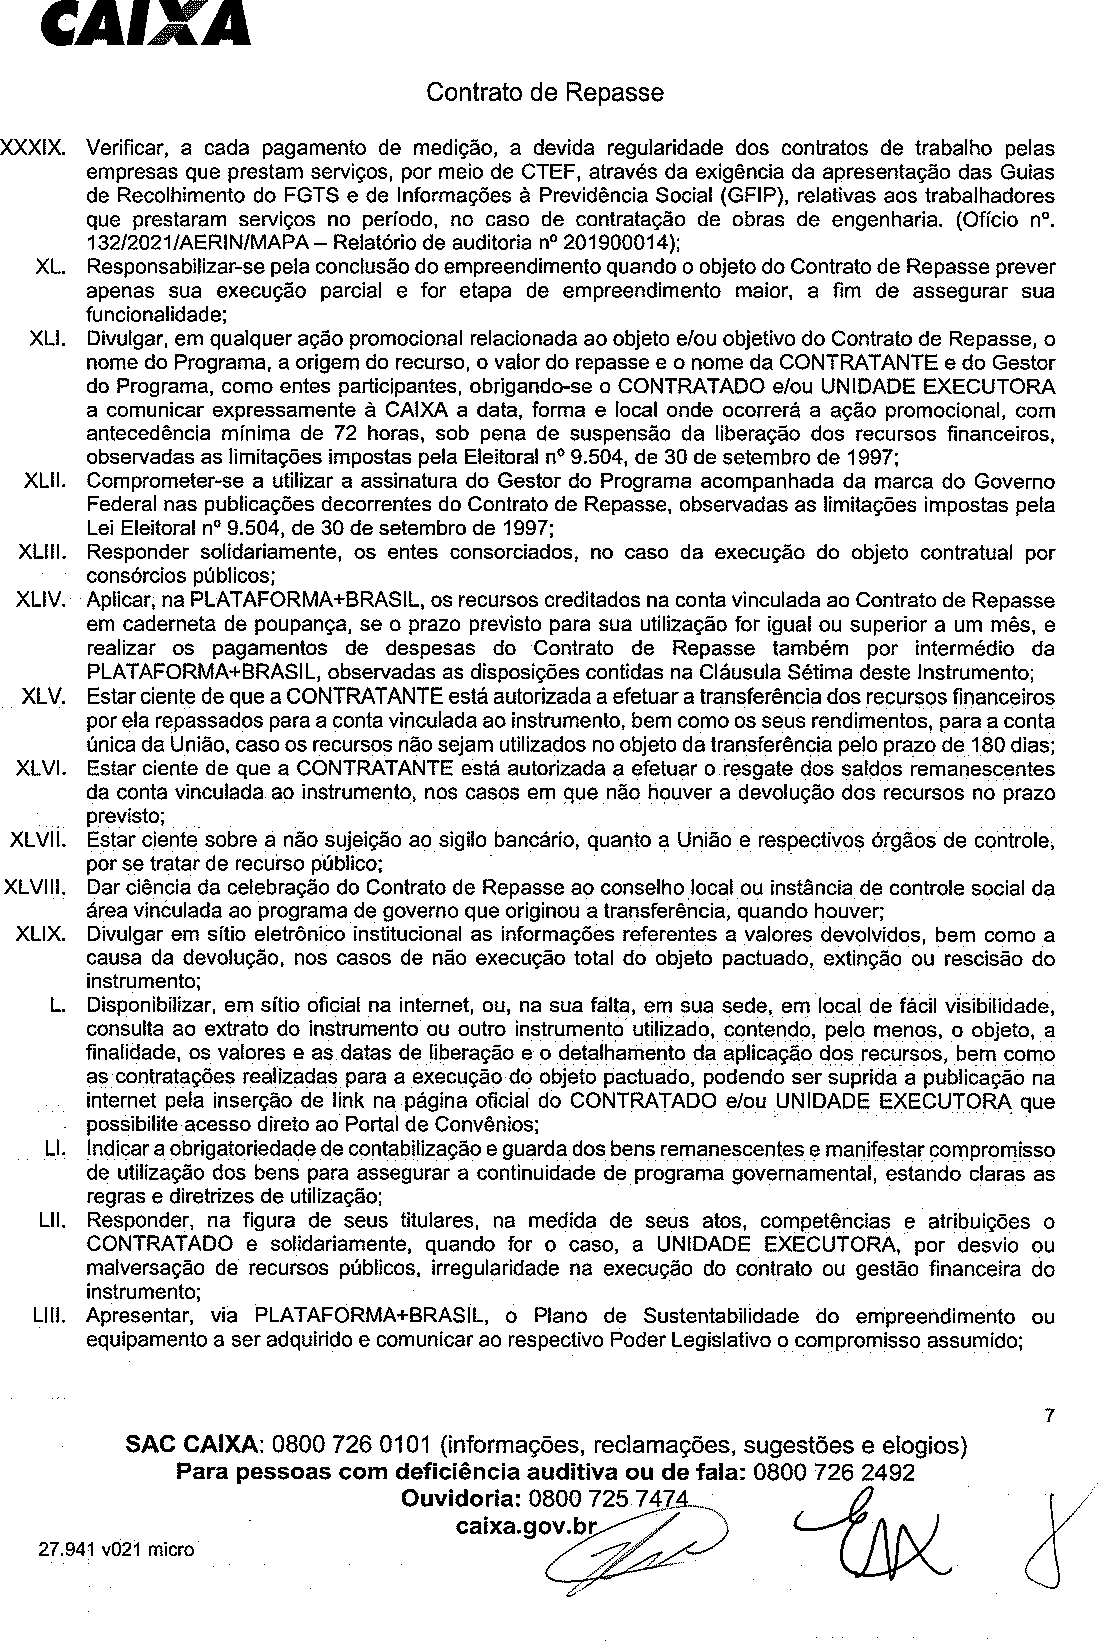 CAIXA
Contrato de Repasse
XXXIX. Verificar, a cada pagamento de medição, a devida regularidade dos contratos de trabalho pelas
empresas que prestam serviços, por meio de CTEF, através da exigência da apresentação das Guias
de Recolhimento do FGTS e de Informações à Previdência Social (GFIP), relativas aos trabalhadores
que prestaram serviços no período, no caso de contratação de obras de engenharia. (Ofício nº.
132/2021/AERIN/MAPA – Relatório de auditoria nº 201900014);
XL. Responsabilizar-se pela conclusão do empreendimento quando o objeto do Contrato de Repasse prever
apenas sua execução parcial e for etapa de empreendimento maior, a fim de assegurar sua
funcionalidade;
XLI. Divulgar, em qualquer ação promocional relacionada ao objeto e/ou objetivo do Contrato de Repasse, o
nome do Programa, a origem do recurso, o valor do repasse e o nome da CONTRATANTE e do Gestor
do Programa, como entes participantes, obrigando-se o CONTRATADO e/ou UNIDADE EXECUTORA
a comunicar expressamente à CAIXA a data, forma e local onde ocorrerá a ação promocional, com
antecedência mínima de 72 horas, sob pena de suspensão da liberação dos recursos financeiros,
observadas as limitações impostas pela Eleitoral nº 9.504, de 30 de setembro de 1997;
XLII. Comprometer-se a utilizar a assinatura do Gestor do Programa acompanhada da marca do Governo
Federal nas publicações decorrentes do Contrato de Repasse, observadas as limitações impostas pela
Lei Eleitoral nº 9.504, de 30 de setembro de 1997;
XLIII. Responder solidariamente, os entes consorciados, no caso da execução do objeto contratual por
consórcios públicos;
XLIV. Aplicar, na PLATAFORMA+BRASIL, os recursos creditados na conta vinculada ao Contrato de Repasse
em caderneta de poupança, se o prazo previsto para sua utilização for igual ou superior a um mês, e
realizar os pagamentos de despesas do Contrato de Repasse também por intermédio da
PLATAFORMA+BRASIL, observadas as disposições contidas na Cláusula Sétima deste Instrumento;
XLV. Estar ciente de que a CONTRATANTE está autorizada a efetuar a transferência dos recursos financeiros
por ela repassados para a conta vinculada ao instrumento, bem como os seus rendimentos, para a conta
única da União, caso os recursos não sejam utilizados no objeto da transferência pelo prazo de 180 dias;
XLVI. Estar ciente de que a CONTRATANTE está autorizada a efetuar o resgate dos saldos remanescentes
da conta vinculada ao instrumento, nos casos em que não houver a devolução dos recursos no prazo
previsto;
XLVII. Estar ciente sobre a não sujeição ao sigilo bancário, quanto a União e respectivos órgãos de controle,
por se tratar de recurso público;
XLVIII. Dar ciência da celebração do Contrato de Repasse ao conselho local ou instância de controle social da
área vinculada ao programa de governo que originou a transferência, quando houver;
XLIX. Divulgar em sítio eletrônico institucional as informações referentes a valores devolvidos, bem como a
causa da devolução, nos casos de não execução total do objeto pactuado, extinção ou rescisão do
instrumento;
L. Disponibilizar, em sítio oficial na internet, ou, na sua falta, em sua sede, em local de fácil visibilidade,
consulta ao extrato do instrumento ou outro instrumento utilizado, contendo, pelo menos, o objeto, a
finalidade, os valores e as datas de liberação e o detalhamento da aplicação dos recursos, bem como
as contratações realizadas para a execução do objeto pactuado, podendo ser suprida a publicação na
internet pela inserção de link na página oficial do CONTRATADO e/ou UNIDADE EXECUTORA que
possibilite acesso direto ao Portal de Convênios;
LI. Indicar a obrigatoriedade de contabilização e guarda dos bens remanescentes e manifestar compromisso
de utilização dos bens para assegurar a continuidade de programa governamental, estando claras as
regras e diretrizes de utilização;
LII. Responder, na figura de seus titulares, na medida de seus atos, competências e atribuições o
CONTRATADO e solidariamente, quando for o caso, a UNIDADE EXECUTORA, por desvio ou
malversação de recursos públicos, irregularidade na execução do contrato ou gestão financeira do
instrumento;
LIII. Apresentar, via PLATAFORMA+BRASIL, o Plano de Sustentabilidade do empreendimento ou
equipamento a ser adquirido e comunicar ao respectivo Poder Legislativo o compromisso assumido;
7
SAC CAIXA: 0800 726 0101 (informações, reclamações, sugestões e elogios)
Para pessoas com deficiência auditiva ou de fala: 0800 726 2492
Ouvidoria: 0800 725 7474
caixa.gov.br
27.941 v021 micro